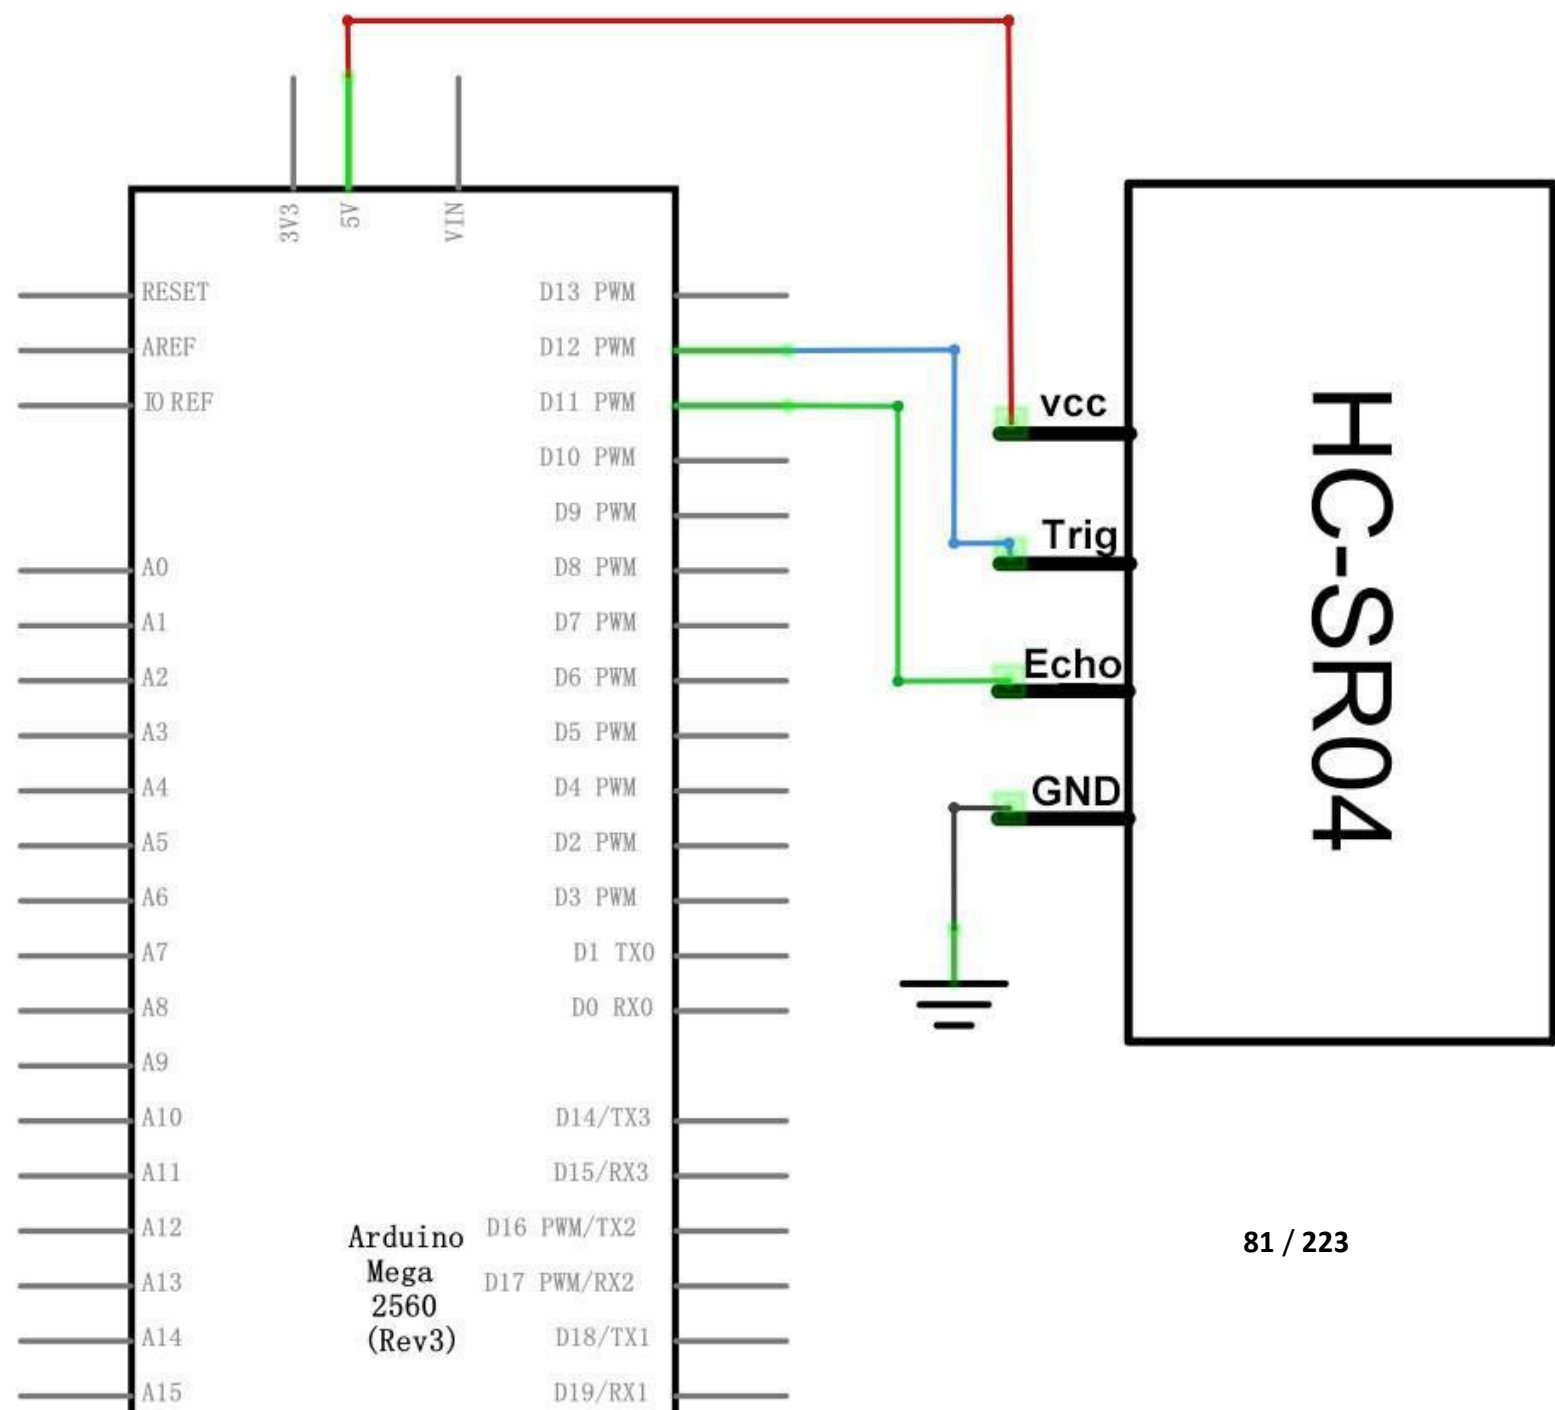 3V3
5V
VIN
RESET
AREF
IO REF
A0
A1
A2
A3
A4
A5
A6
A7
A8
A9
A10
A11
A12
A13
A14
A15
D13 PWM
D12 PWM
D11 PWM
D10 PWM
D9 PWM
D8 PWM
D7 PWM
D6 PWM
D5 PWM
D4 PWM
D2 PWM
D3 PWM
D1 TX0
D0 RX0
D14/TX3
D15/RX3
D16 PWM/TX2
D17 PWM/RX2
D18/TX1
D19/RX1
Arduino
Mega
2560
(Rev3)
vcc
Trig
Echo
GND
HC-SR04
81 / 223